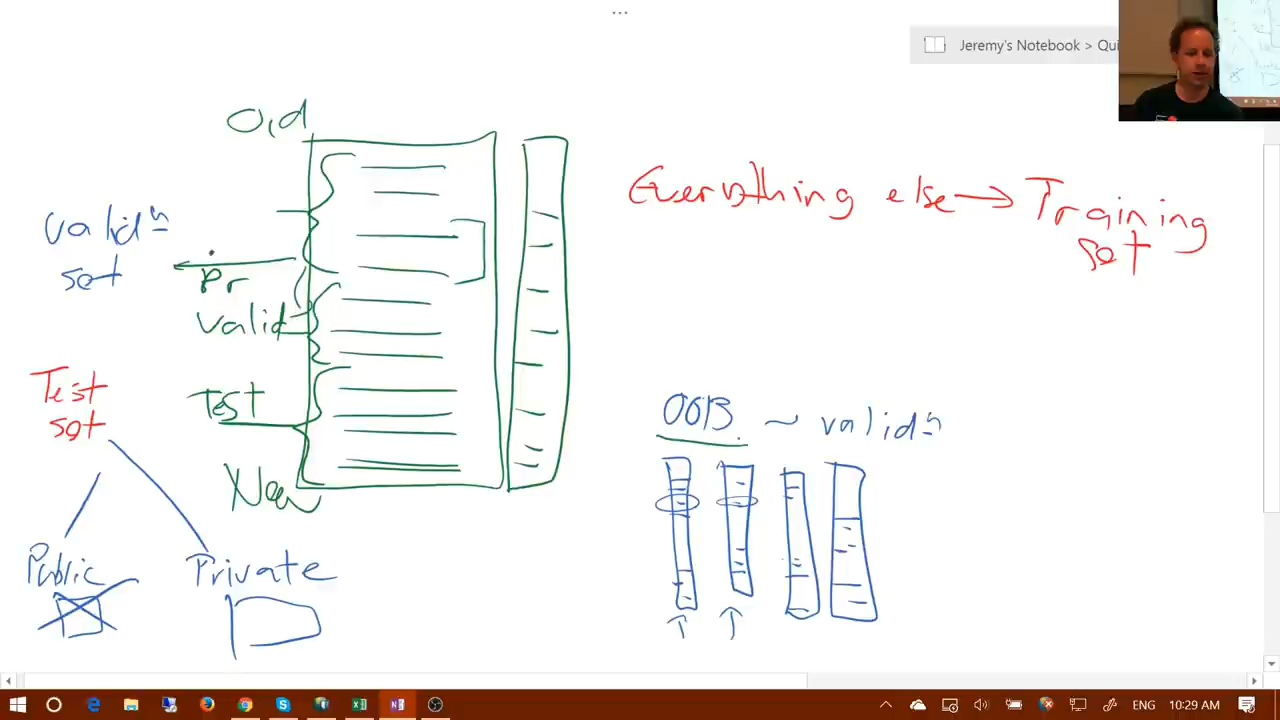 Jeremy's Notebook > Qui
Old
Everything else → Training
set
valid n
set
Pr
valid
Test
set
Test
OOB ~ valid n
New
Public
Private
ENG
10:29 AM